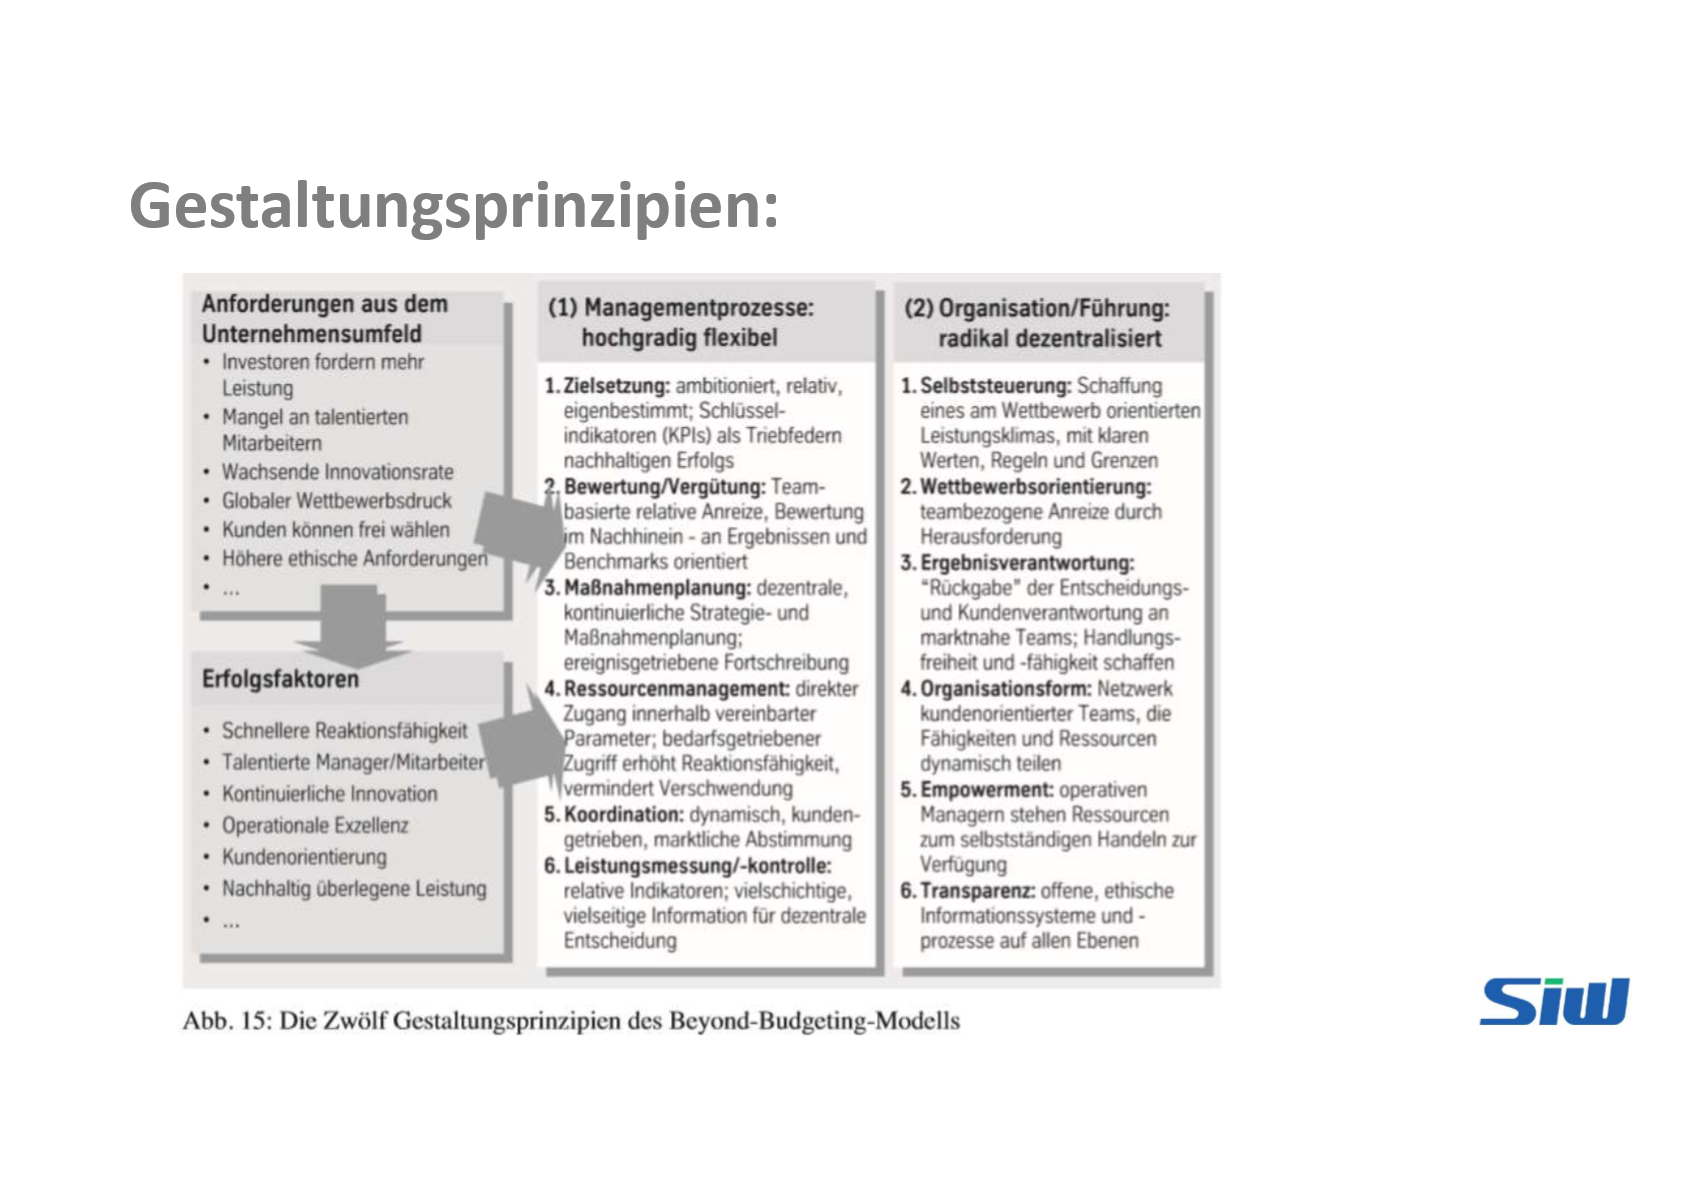 Gestaltungsprinzipien:
Anforderungen aus dem
Unternehmensumfeld
• Investoren fordern mehr
Leistung
• Mangel an talentierten
Mitarbeitern
• Wachsende Innovationsrate
• Globaler Wettbewerbsdruck
• Kunden können frei wählen
• Höhere ethische Anforderungen
• ...
Erfolgsfaktoren
• Schnellere Reaktionsfähigkeit
• Talentierte Manager/Mitarbeiter
• Kontinuierliche Innovation
• Operationale Exzellenz
• Kundenorientierung
• Nachhaltig überlegene Leistung
• ...
(1) Managementprozesse:
hochgradig flexibel
1. Zielsetzung: ambitioniert, relativ,
eigenbestimmt; Schlüssel-
indikatoren (KPIs) als Triebfedern
nachhaltigen Erfolgs
2. Bewertung/Vergütung: Team-
basierte relative Anreize, Bewertung
im Nachhinein - an Ergebnissen und
Benchmarks orientiert
3. Maßnahmenplanung: dezentrale,
kontinuierliche Strategie- und
Maßnahmenplanung;
ereignisgetriebene Fortschreibung
4. Ressourcenmanagement: direkter
Zugang innerhalb vereinbarter
Parameter; bedarfsgetriebener
Zugriff erhöht Reaktionsfähigkeit,
vermindert Verschwendung
5. Koordination: dynamisch, kunden-
getrieben, marktliche Abstimmung
6. Leistungsmessung/-kontrolle:
relative Indikatoren; vielschichtige,
vielseitige Information für dezentrale
Entscheidung
(2) Organisation/Führung:
radikal dezentralisiert
1. Selbststeuerung: Schaffung
eines am Wettbewerb orientierten
Leistungsklimas, mit klaren
Werten, Regeln und Grenzen
2. Wettbewerbsorientierung:
teambezogene Anreize durch
Herausforderung
3. Ergebnisverantwortung:
"Rückgabe" der Entscheidungs-
und Kundenverantwortung an
marktnahe Teams; Handlungs-
freiheit und -fähigkeit schaffen
4. Organisationsform: Netzwerk
kundenorientierter Teams, die
Fähigkeiten und Ressourcen
dynamisch teilen
5. Empowerment: operativen
Managern stehen Ressourcen
zum selbstständigen Handeln zur
Verfügung
6. Transparenz: offene, ethische
Informationssysteme und -
prozesse auf allen Ebenen
Abb. 15: Die Zwölf Gestaltungsprinzipien des Beyond-Budgeting-Modells
Siw